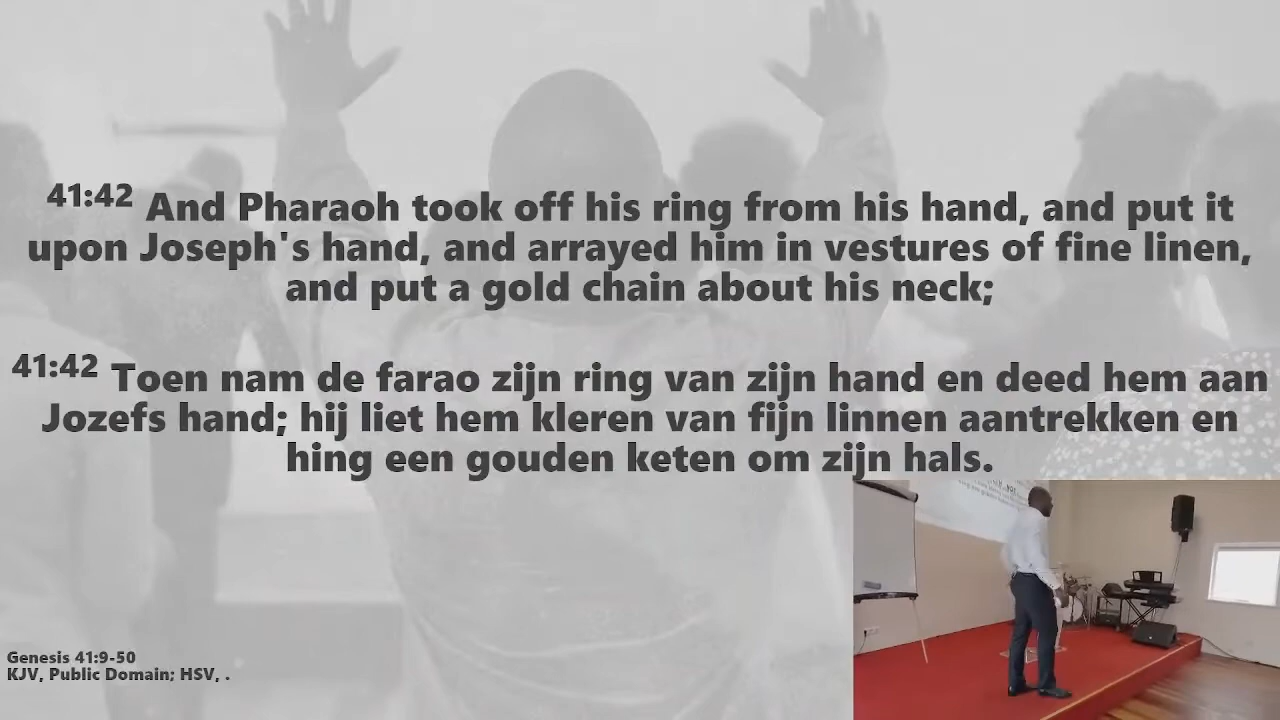 41:42 And Pharaoh took off his ring from his hand, and put it
upon Joseph's hand, and arrayed him in vestures of fine linen,
and put a gold chain about his neck;
41:42 Toen nam de farao zijn ring van zijn hand en deed hem aan
Jozefs hand; hij liet hem kleren van fijn linnen aantrekken en
hing een gouden keten om zijn hals.
Genesis 41:9-50
KJV, Public Domain; HSV, .